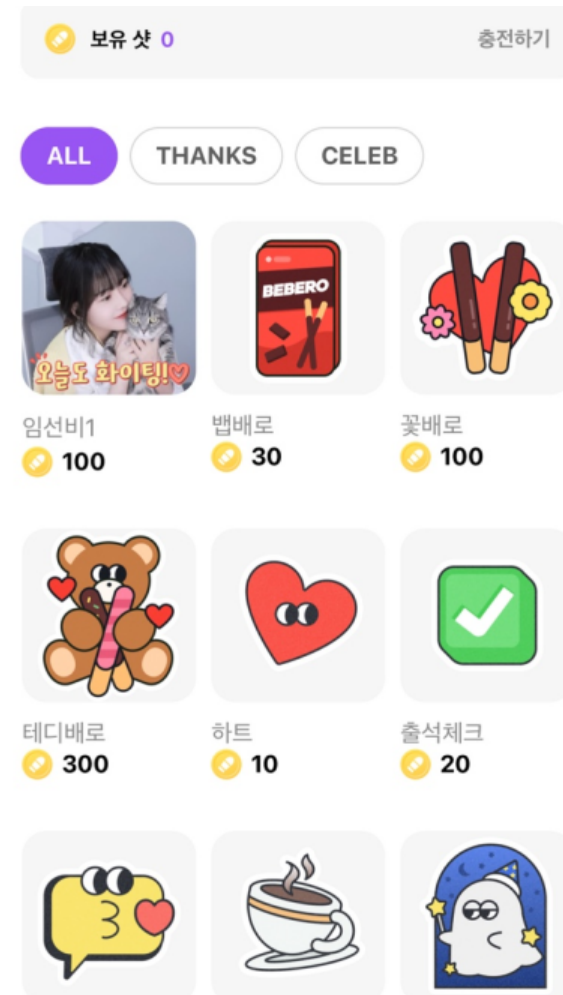 보유 샷 0
충전하기
ALL
THANKS
CELEB
오늘도 화이팅!♡
BEBERO
임선비1
뱁배로
꽃배로
100
30
100
테디배로
하트
출석체크
300
10
20